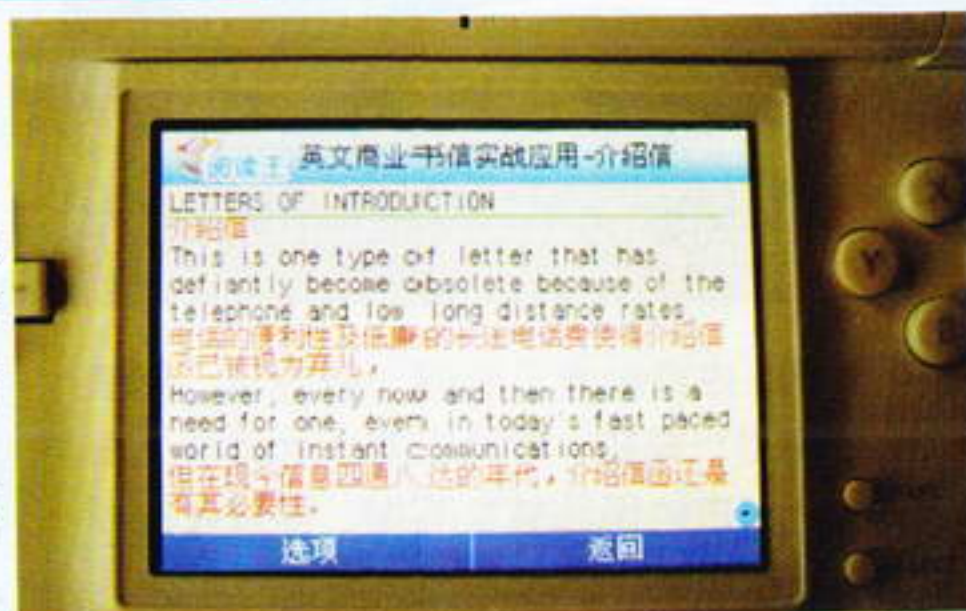 阅读王 英文商业书信实战应用-介绍信
LETTERS OF INTRODUCTION
介绍信
This is one type of letter that has
defiantly become obsolete because of the
telephone and low long distance rates.
电话的便利性及低廉的长途电话费使得介绍信
函已被视为弃儿，
However, every now and then there is a
need for one, even in today's fast paced
world of instant communications.
但在现今信息四通八达的年代，介绍信函还是
有其必要性。
选项 返回
Y